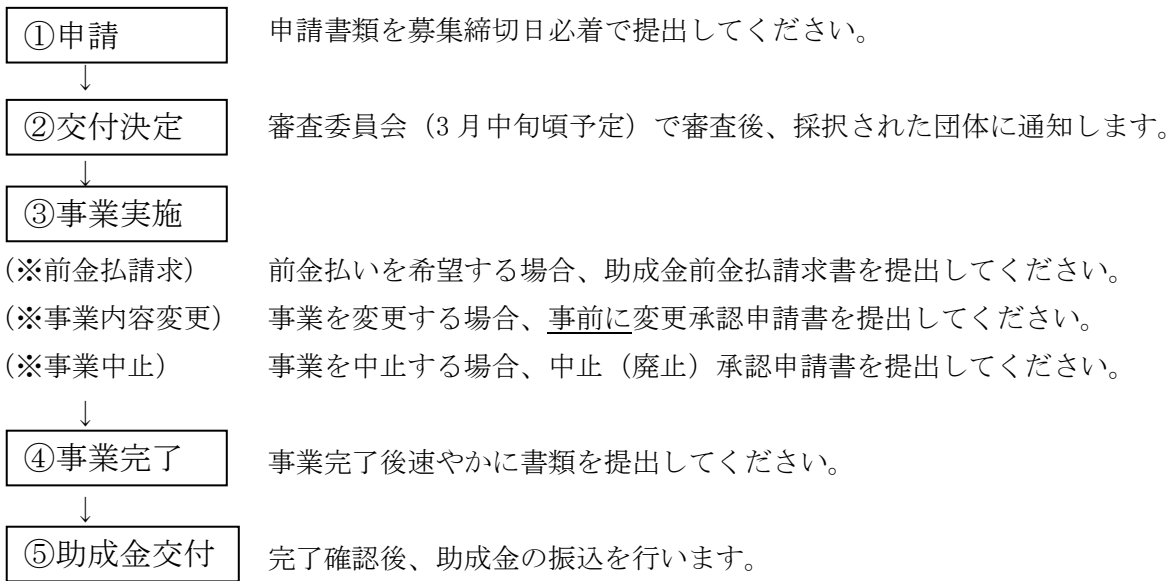 ①申請 申請書類を募集締切日必着で提出してください。
↓
②交付決定 審査委員会（3月中旬頃予定）で審査後、採択された団体に通知します。
↓
③事業実施
(※前金払請求) 前金払いを希望する場合、助成金前金払請求書を提出してください。
(※事業内容変更) 事業を変更する場合、事前に変更承認申請書を提出してください。
(※事業中止) 事業を中止する場合、中止（廃止）承認申請書を提出してください。
↓
④事業完了 事業完了後速やかに書類を提出してください。
↓
⑤助成金交付 完了確認後、助成金の振込を行います。